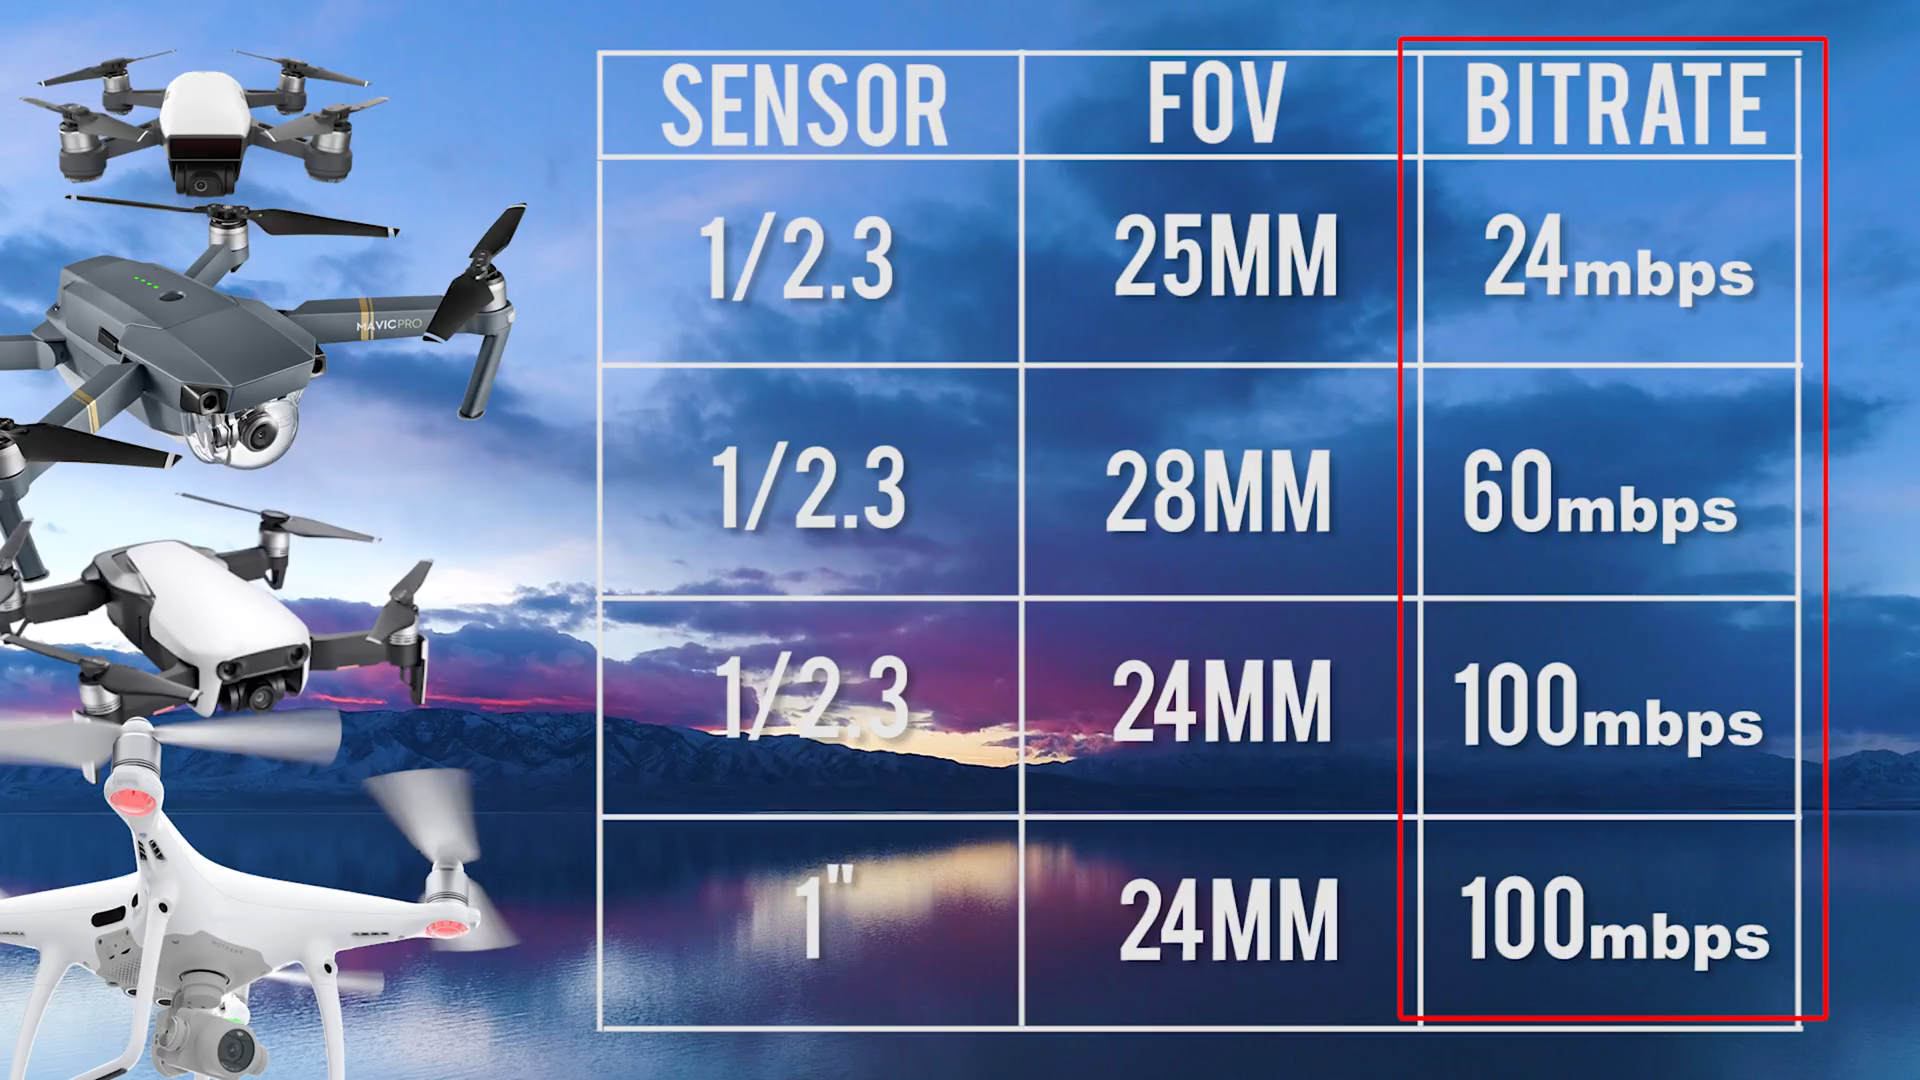 SENSOR FOV BITRATE
1/2.3 25MM 24mbps
MAVIC PRO
1/2.3 28MM 60mbps
1/2.3 24MM 100mbps
1" 24MM 100mbps